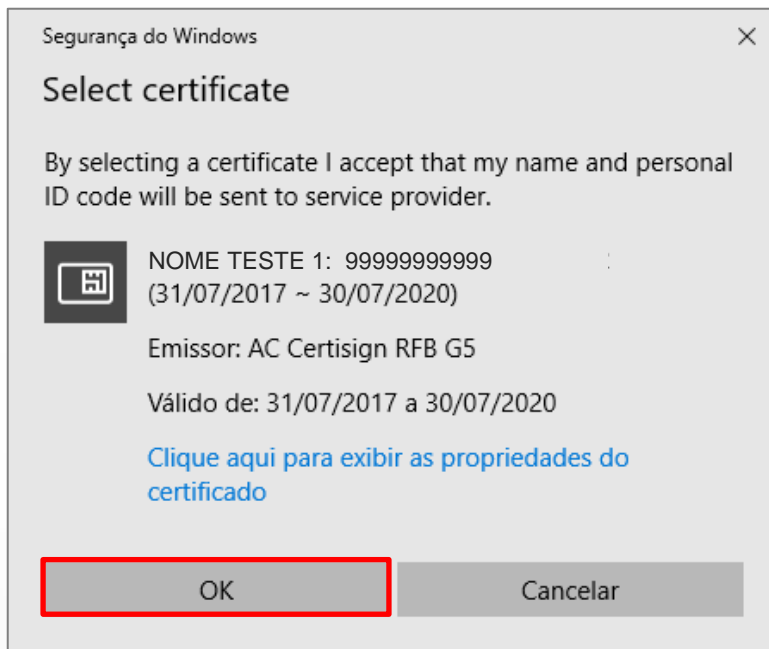 Segurança do Windows
Select certificate
By selecting a certificate I accept that my name and personal
ID code will be sent to service provider.
NOME TESTE 1: 99999999999
(31/07/2017 ~ 30/07/2020)
Emissor: AC Certisign RFB G5
Válido de: 31/07/2017 a 30/07/2020
Clique aqui para exibir as propriedades do
certificado
OK
Cancelar